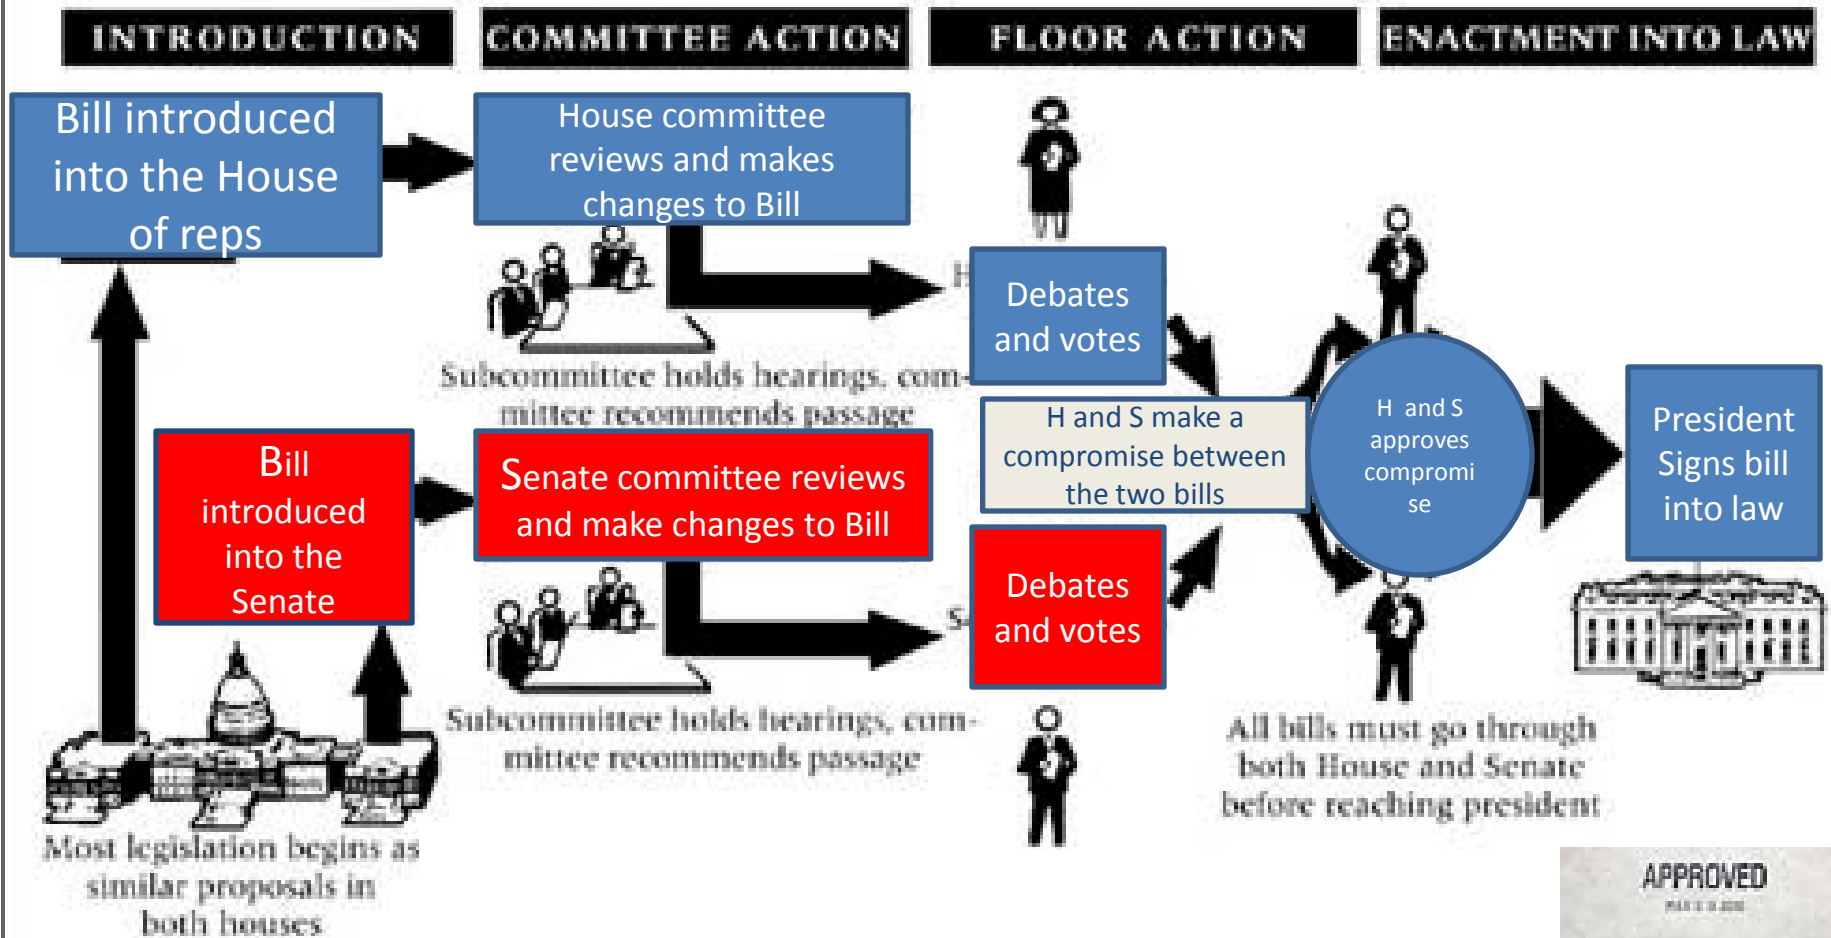 INTRODUCTION
COMMITTEE ACTION
FLOOR ACTION
ENACTMENT INTO LAW
Bill introduced
into the House
of reps
House committee
reviews and makes
changes to Bill
Subcommittee holds hearings, com-
mittee recommends passage
Debates
and votes
H and S make a
compromise between
the two bills
H and S
approves
compromi
se
President
Signs bill
into law
Bill
introduced
into the
Senate
Senate committee reviews
and make changes to Bill
Subcommittee holds hearings, com-
mittee recommends passage
Debates
and votes
All bills must go through
both House and Senate
before reaching president
Most legislation begins as
similar proposals in
both houses
APPROVED